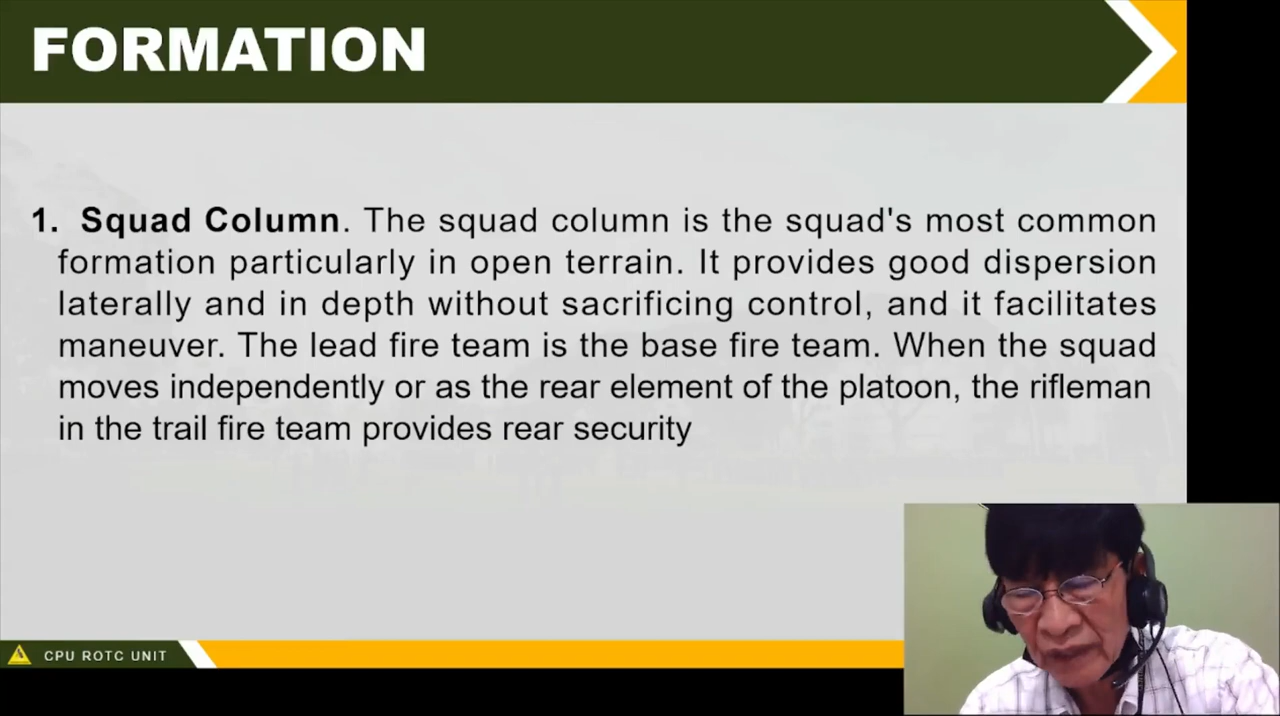 FORMATION
1. Squad Column. The squad column is the squad's most common
formation particularly in open terrain. It provides good dispersion
laterally and in depth without sacrificing control, and it facilitates
maneuver. The lead fire team is the base fire team. When the squad
moves independently or as the rear element of the platoon, the rifleman
in the trail fire team provides rear security
CPU ROTC UNIT